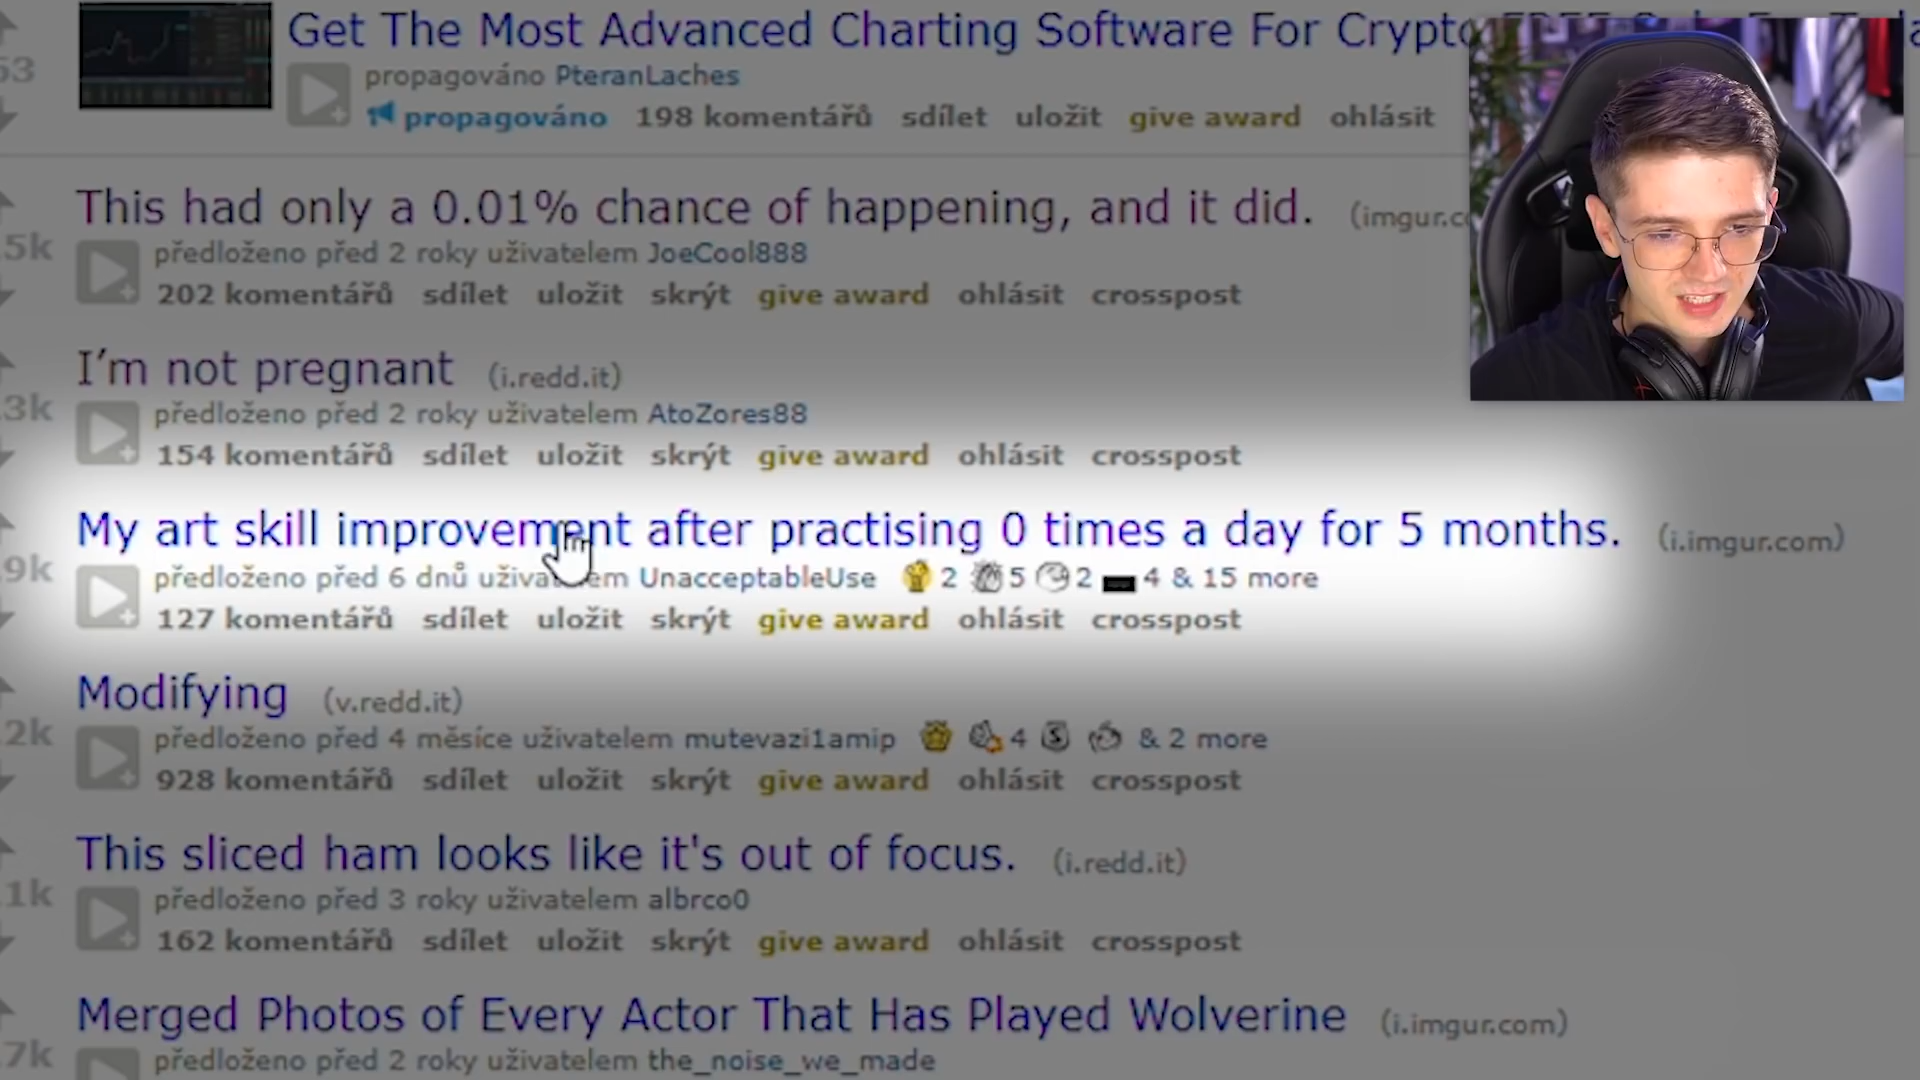 Get The Most Advanced Charting Software For Crypto
53
propagováno PteranLaches
propagováno 198 komentářů sdílet uložit give award ohlásit
This had only a 0.01% chance of happening, and it did. (imgur.co
.5k
předloženo před 2 roky uživatelem JoeCool888
202 komentářů sdílet uložit skrýt give award ohlásit crosspost
I’m not pregnant (i.redd.it)
.3k
předloženo před 2 roky uživatelem AtoZores88
154 komentářů sdílet uložit skrýt give award ohlásit crosspost
My art skill improvement after practising 0 times a day for 5 months. (i.imgur.com)
.9k
předloženo před 6 dnů uživatelem UnacceptableUse 2 5 2 4 & 15 more
127 komentářů sdílet uložit skrýt give award ohlásit crosspost
Modifying (v.redd.it)
.2k
předloženo před 4 měsíce uživatelem mutevazi1amip 4 & 2 more
928 komentářů sdílet uložit skrýt give award ohlásit crosspost
This sliced ham looks like it's out of focus. (i.redd.it)
.1k
předloženo před 3 roky uživatelem albrco0
162 komentářů sdílet uložit skrýt give award ohlásit crosspost
Merged Photos of Every Actor That Has Played Wolverine (i.imgur.com)
.7k
předloženo před 2 roky uživatelem the_noise_we_made